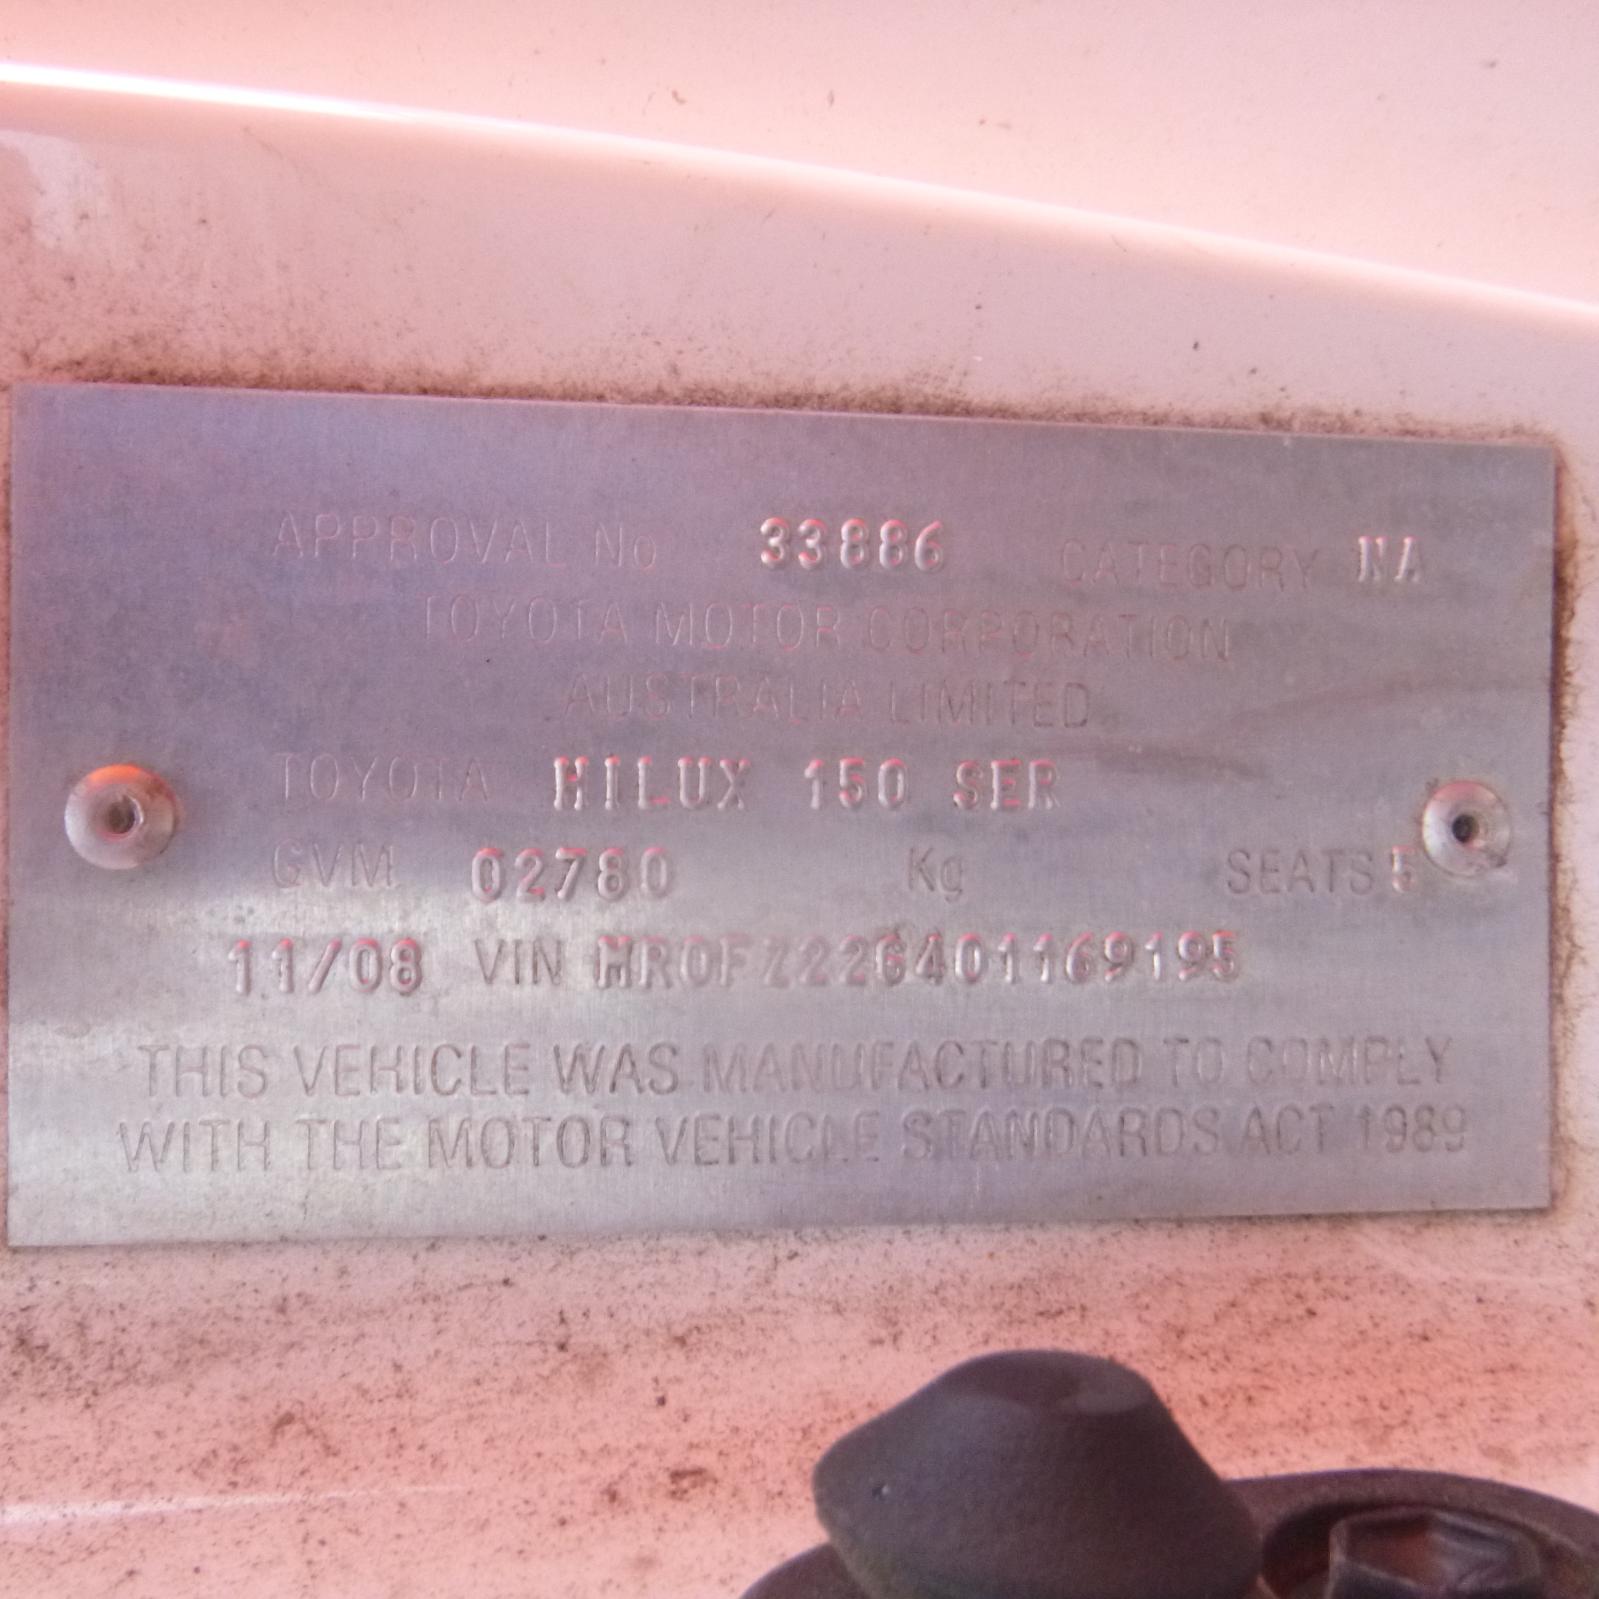 APPROVAL No 33886 CATEGORY NA
TOYOTA MOTOR CORPORATION
AUSTRALIA LIMITED
TOYOTA HILUX 150 SER
GVM 02780 Kg SEATS 5
11/08 VIN MR0FZ22G401169195
THIS VEHICLE WAS MANUFACTURED TO COMPLY
WITH THE MOTOR VEHICLE STANDARDS ACT 1989